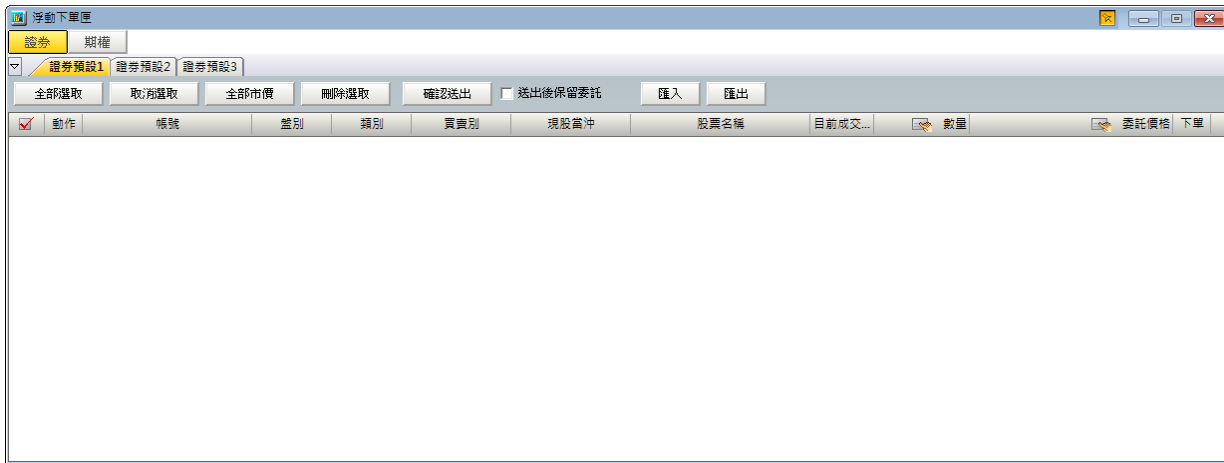 浮動下單匣
證券 期權
證券預設1 證券預設2 證券預設3
全部選取 取消選取 全部市價 刪除選取 確認送出 送出後保留委託 匯入 匯出
動作 帳號 盤別 類別 買賣別 現股當沖 股票名稱 目前成交... 數量 委託價格 下單